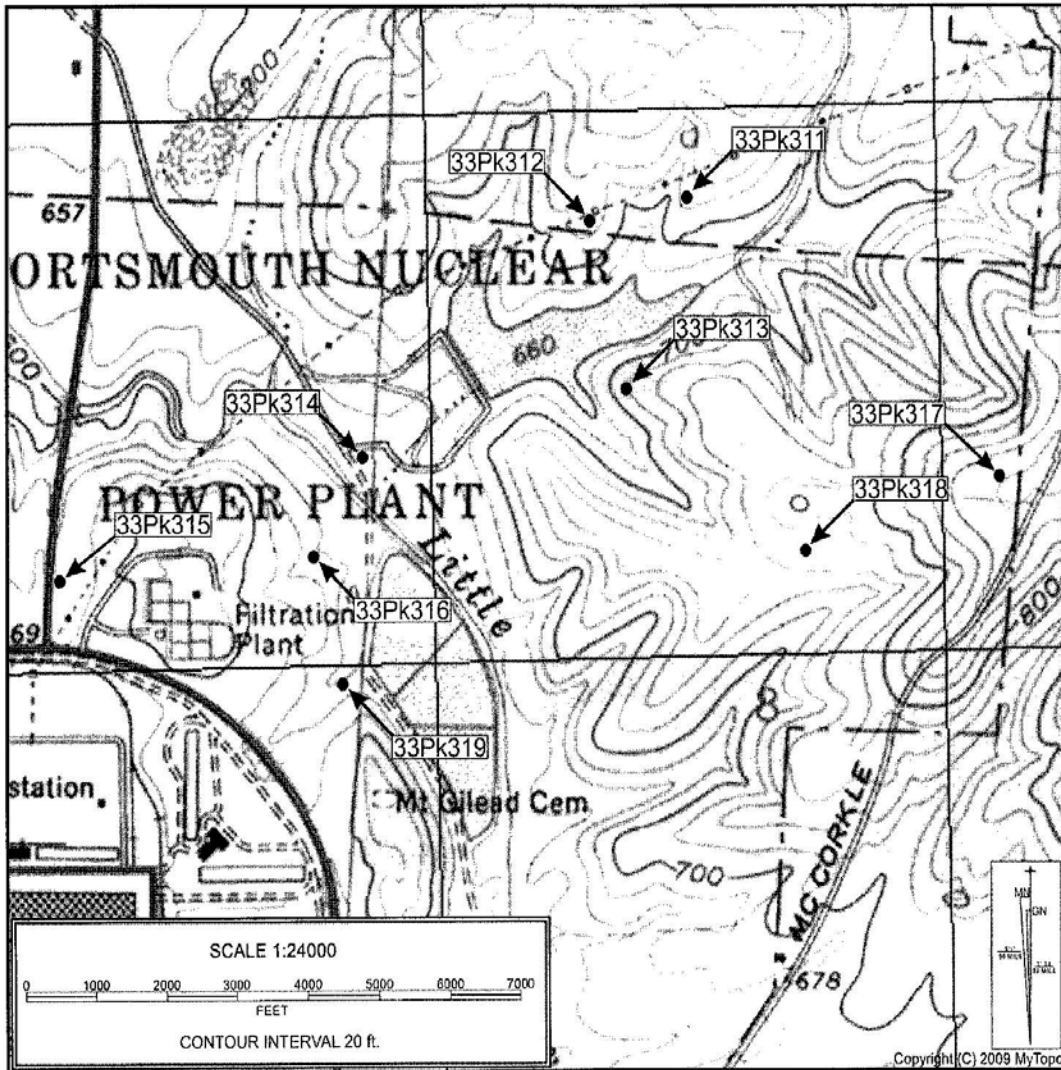 200
33Pk312
33Pk311
657
ORTSMOUTH NUCLEAR
33Pk313
660
33Pk314
33Pk317
POWER PLANT
33Pk318
33Pk315
Little
Filtration
Plant
33Pk316
800
69
33Pk319
station
Mt Gilead Cem
MC CORKLE
700
678
MN
GN
SCALE 1:24000
0 1000 2000 3000 4000 5000 6000 7000
FEET
CONTOUR INTERVAL 20 ft.
Copyright (C) 2009 MyTopo